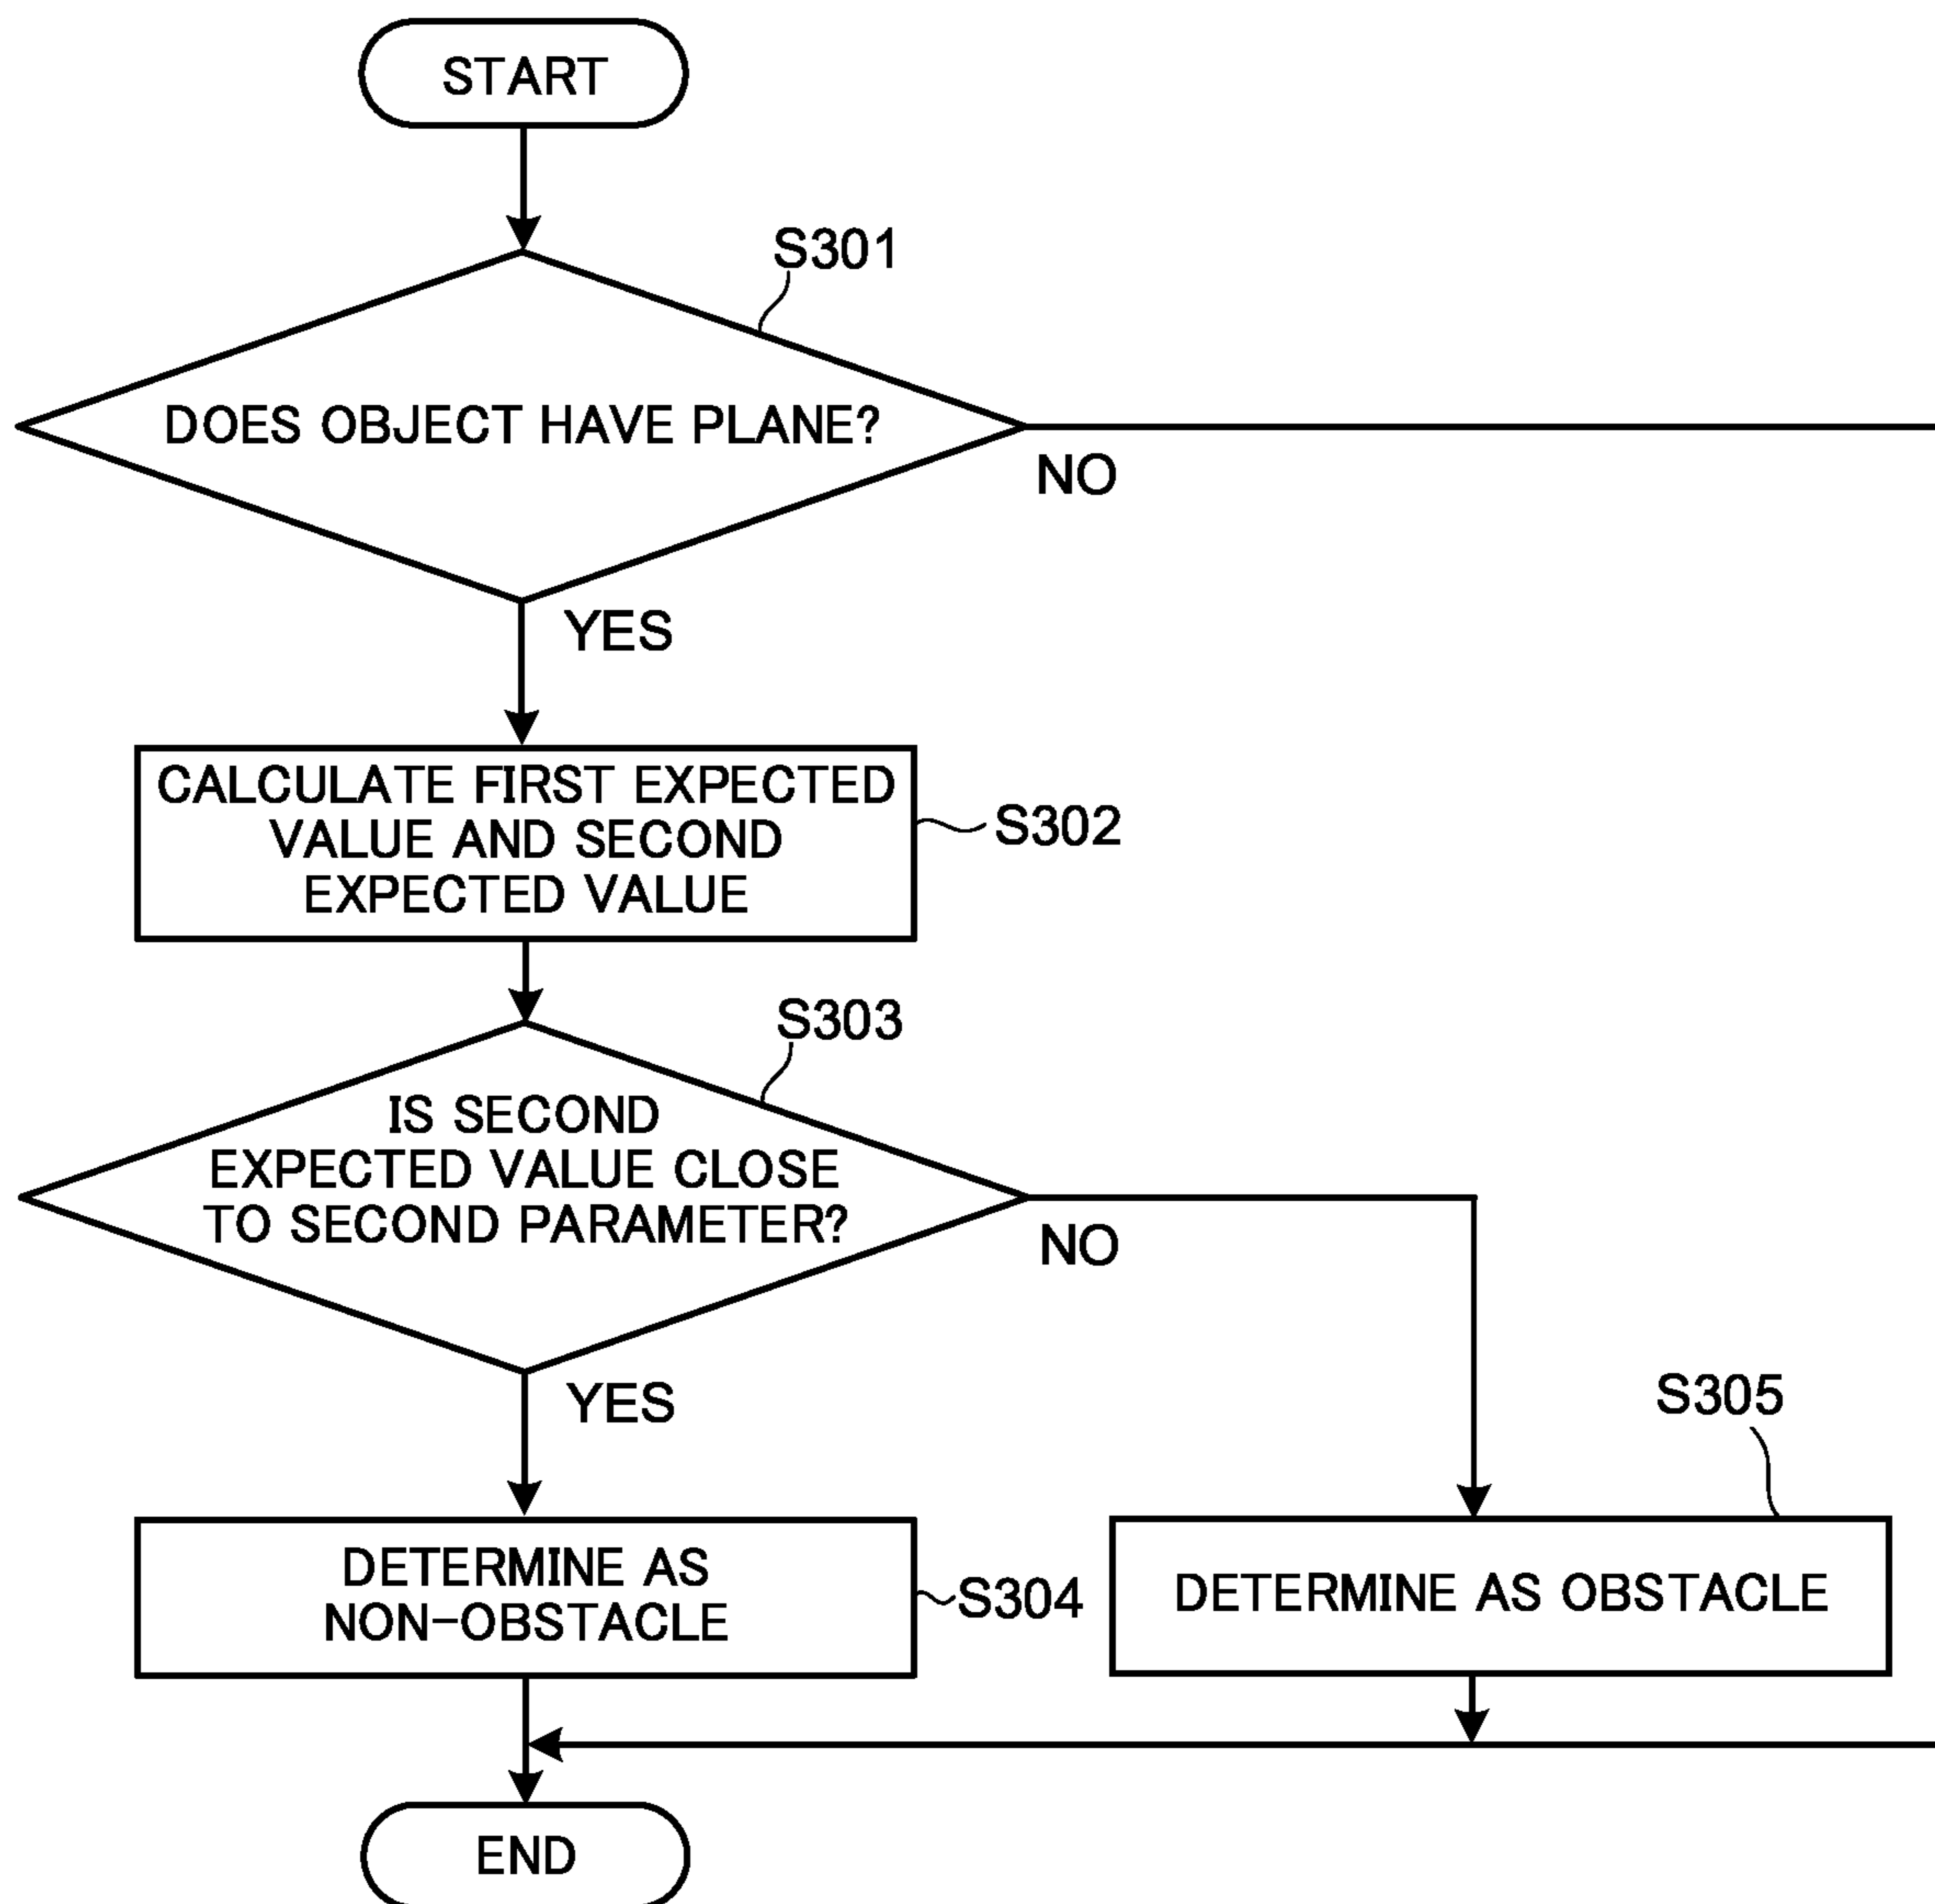 START
S301
DOES OBJECT HAVE PLANE?
NO
YES
CALCULATE FIRST EXPECTED
VALUE AND SECOND
EXPECTED VALUE
S302
S303
IS SECOND
EXPECTED VALUE CLOSE
TO SECOND PARAMETER?
NO
YES
S305
DETERMINE AS
NON-OBSTACLE
S304
DETERMINE AS OBSTACLE
END